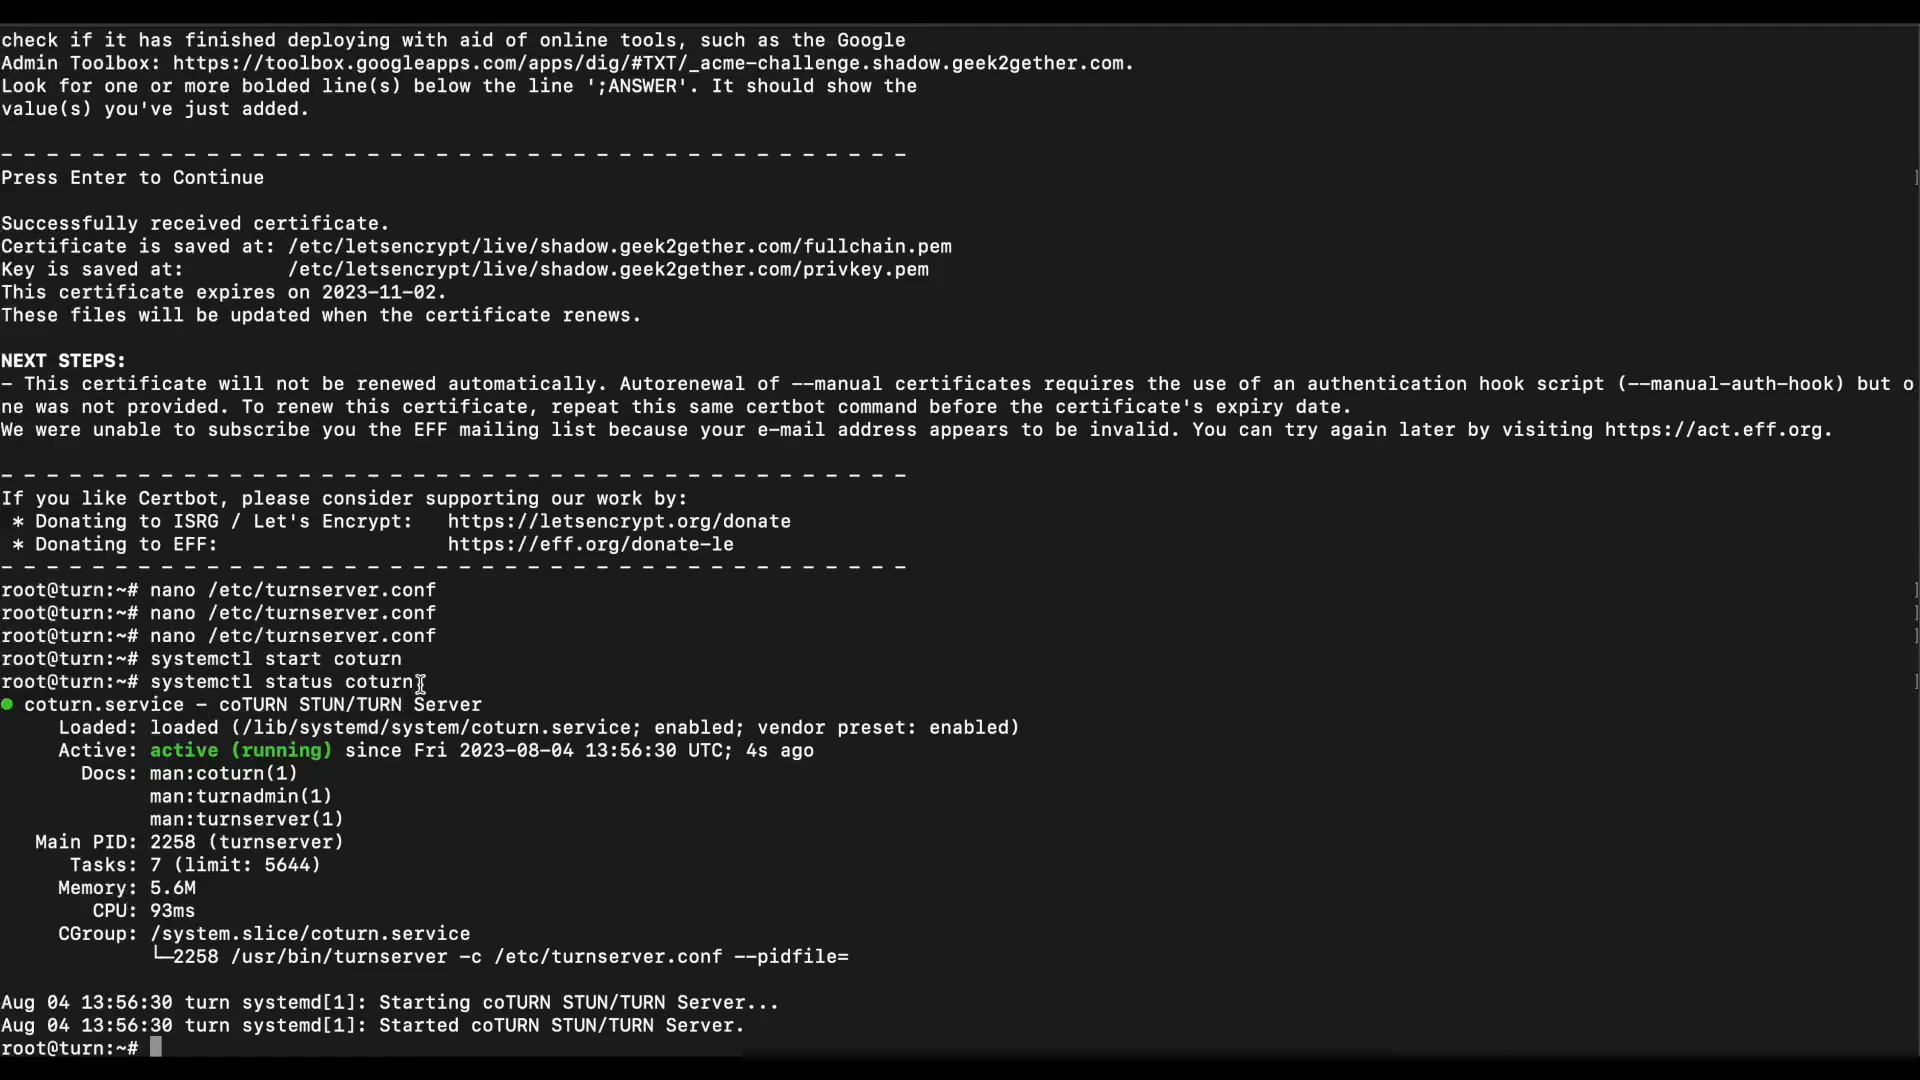 check if it has finished deploying with aid of online tools, such as the Google
Admin Toolbox: https://toolbox.googleapps.com/apps/dig/#TXT/_acme-challenge.shadow.geek2gether.com.
Look for one or more bolded line(s) below the line ';ANSWER'. It should show the
value(s) you've just added.
- - - - - - - - - - - - - - - - - - - - - - - - - - - - - - - - - - - - - - - -
Press Enter to Continue
Successfully received certificate.
Certificate is saved at: /etc/letsencrypt/live/shadow.geek2gether.com/fullchain.pem
Key is saved at:         /etc/letsencrypt/live/shadow.geek2gether.com/privkey.pem
This certificate expires on 2023-11-02.
These files will be updated when the certificate renews.
NEXT STEPS:
- This certificate will not be renewed automatically. Autorenewal of --manual certificates requires the use of an authentication hook script (--manual-auth-hook) but o
ne was not provided. To renew this certificate, repeat this same certbot command before the certificate's expiry date.
We were unable to subscribe you the EFF mailing list because your e-mail address appears to be invalid. You can try again later by visiting https://act.eff.org.
- - - - - - - - - - - - - - - - - - - - - - - - - - - - - - - - - - - - - - - -
If you like Certbot, please consider supporting our work by:
 * Donating to ISRG / Let's Encrypt:   https://letsencrypt.org/donate
 * Donating to EFF:                    https://eff.org/donate-le
- - - - - - - - - - - - - - - - - - - - - - - - - - - - - - - - - - - - - - - -
root@turn:~# nano /etc/turnserver.conf
root@turn:~# nano /etc/turnserver.conf
root@turn:~# nano /etc/turnserver.conf
root@turn:~# systemctl start coturn
root@turn:~# systemctl status coturn
● coturn.service - coTURN STUN/TURN Server
     Loaded: loaded (/lib/systemd/system/coturn.service; enabled; vendor preset: enabled)
     Active: active (running) since Fri 2023-08-04 13:56:30 UTC; 4s ago
       Docs: man:coturn(1)
             man:turnadmin(1)
             man:turnserver(1)
   Main PID: 2258 (turnserver)
      Tasks: 7 (limit: 5644)
     Memory: 5.6M
        CPU: 93ms
     CGroup: /system.slice/coturn.service
             └─2258 /usr/bin/turnserver -c /etc/turnserver.conf --pidfile=
Aug 04 13:56:30 turn systemd[1]: Starting coTURN STUN/TURN Server...
Aug 04 13:56:30 turn systemd[1]: Started coTURN STUN/TURN Server.
root@turn:~#